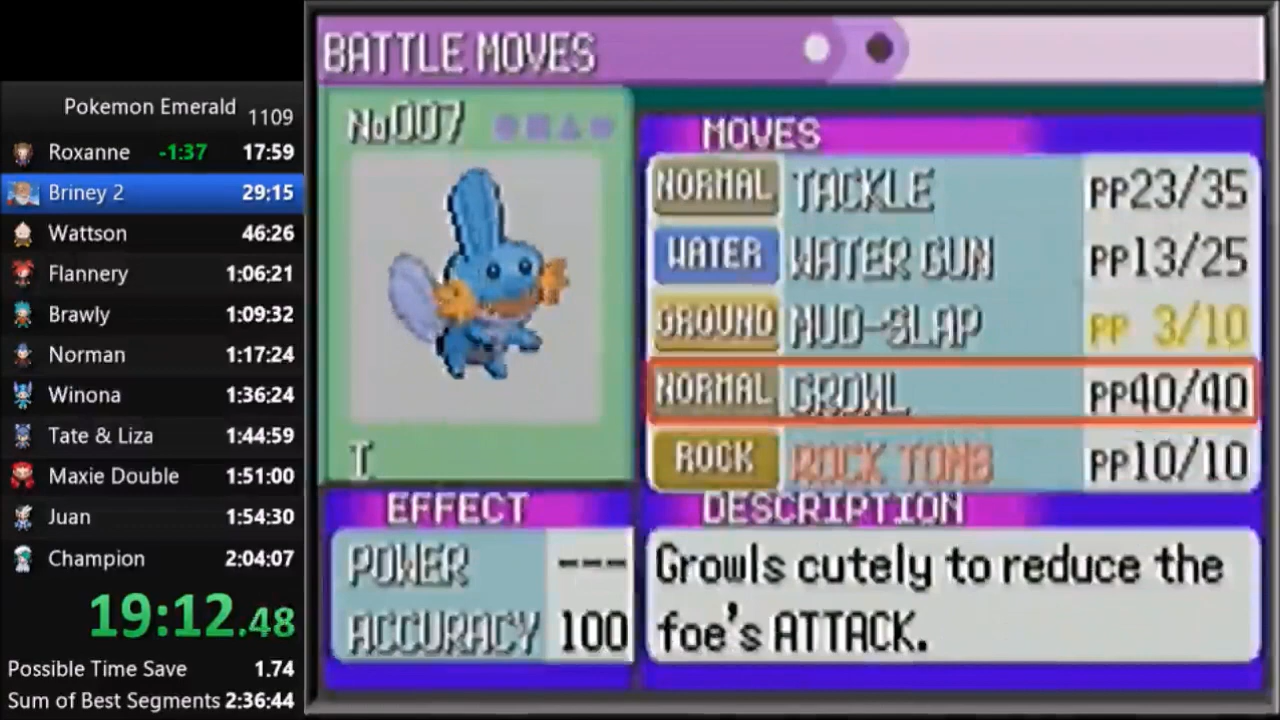 Pokemon Emerald 1109
Roxanne -1:37 17:59
Briney 2 29:15
Wattson 46:26
Flannery 1:06:21
Brawly 1:09:32
Norman 1:17:24
Winona 1:36:24
Tate & Liza 1:44:59
Maxie Double 1:51:00
Juan 1:54:30
Champion 2:04:07
19:12.48
Possible Time Save 1.74
Sum of Best Segments 2:36:44
BATTLE MOVES
No007
I
MOVES
NORMAL TACKLE PP23/35
WATER WATER GUN PP13/25
GROUND MUD-SLAP PP 3/10
NORMAL GROWL PP40/40
ROCK ROCK TOMB PP10/10
EFFECT
POWER ---
ACCURACY 100
DESCRIPTION
Growls cutely to reduce the
foe's ATTACK.